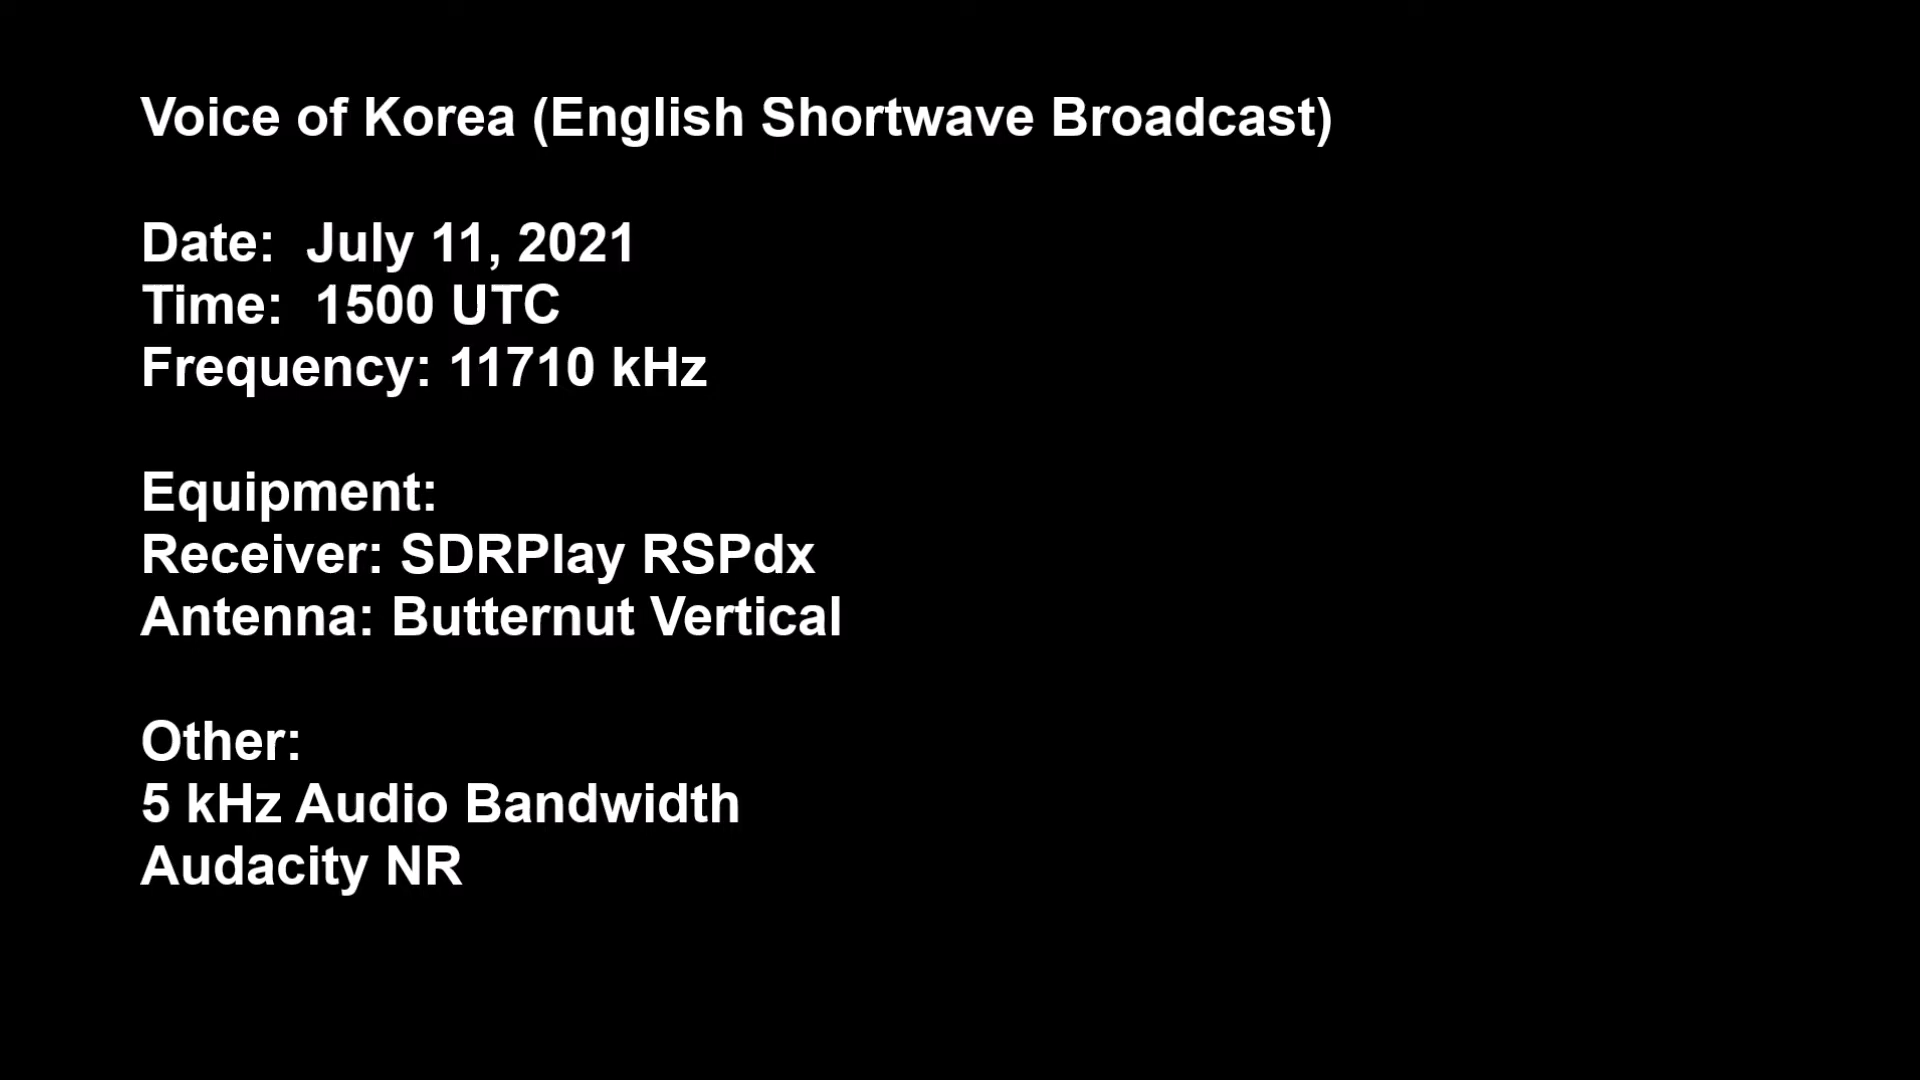 Voice of Korea (English Shortwave Broadcast)
Date: July 11, 2021
Time: 1500 UTC
Frequency: 11710 kHz
Equipment:
Receiver: SDRPlay RSPdx
Antenna: Butternut Vertical
Other:
5 kHz Audio Bandwidth
Audacity NR